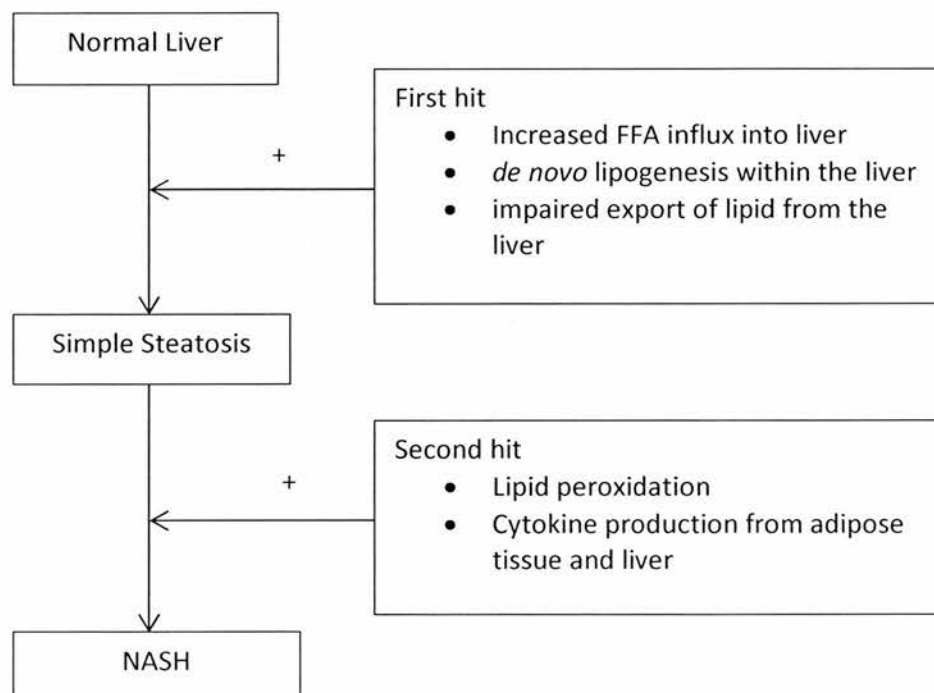 Normal Liver
First hit
• Increased FFA influx into liver
• de novo lipogenesis within the liver
• impaired export of lipid from the
liver
+
Simple Steatosis
Second hit
• Lipid peroxidation
• Cytokine production from adipose
tissue and liver
+
NASH